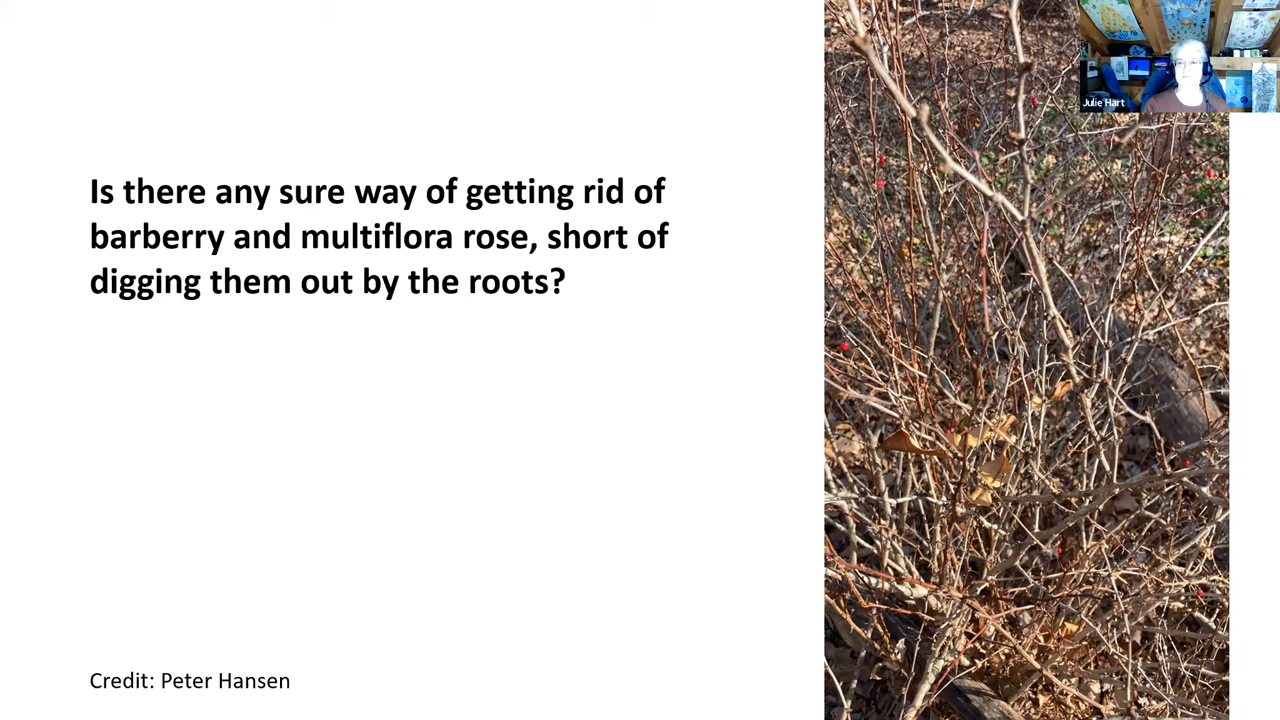 Julie Hart
Is there any sure way of getting rid of
barberry and multiflora rose, short of
digging them out by the roots?
Credit: Peter Hansen